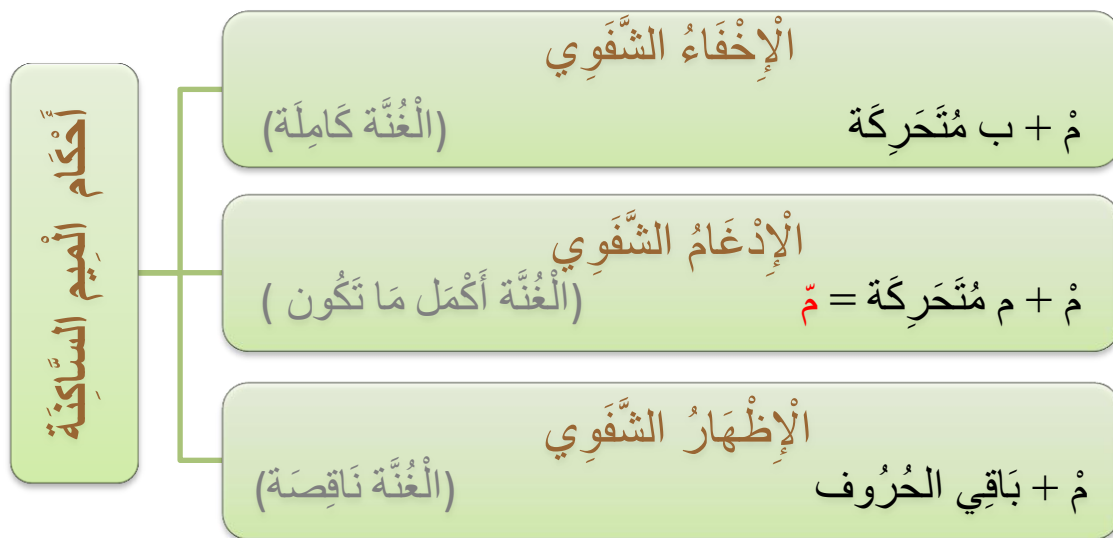 أَحْكَام الْمِيم السَّاكِنَة
الْإِخْفَاءُ الشَّفَوِي
مْ + ب مُتَحَرِكَة (الْغُنَّة كَامِلَة)
الْإِدْغَامُ الشَّفَوِي
مْ + م مُتَحَرِكَة = مّ (الْغُنَّة أَكْمَل مَا تَكُون )
الْإِظْهَارُ الشَّفَوِي
مْ + بَاقِي الحُرُوف (الْغُنَّة نَاقِصَة)